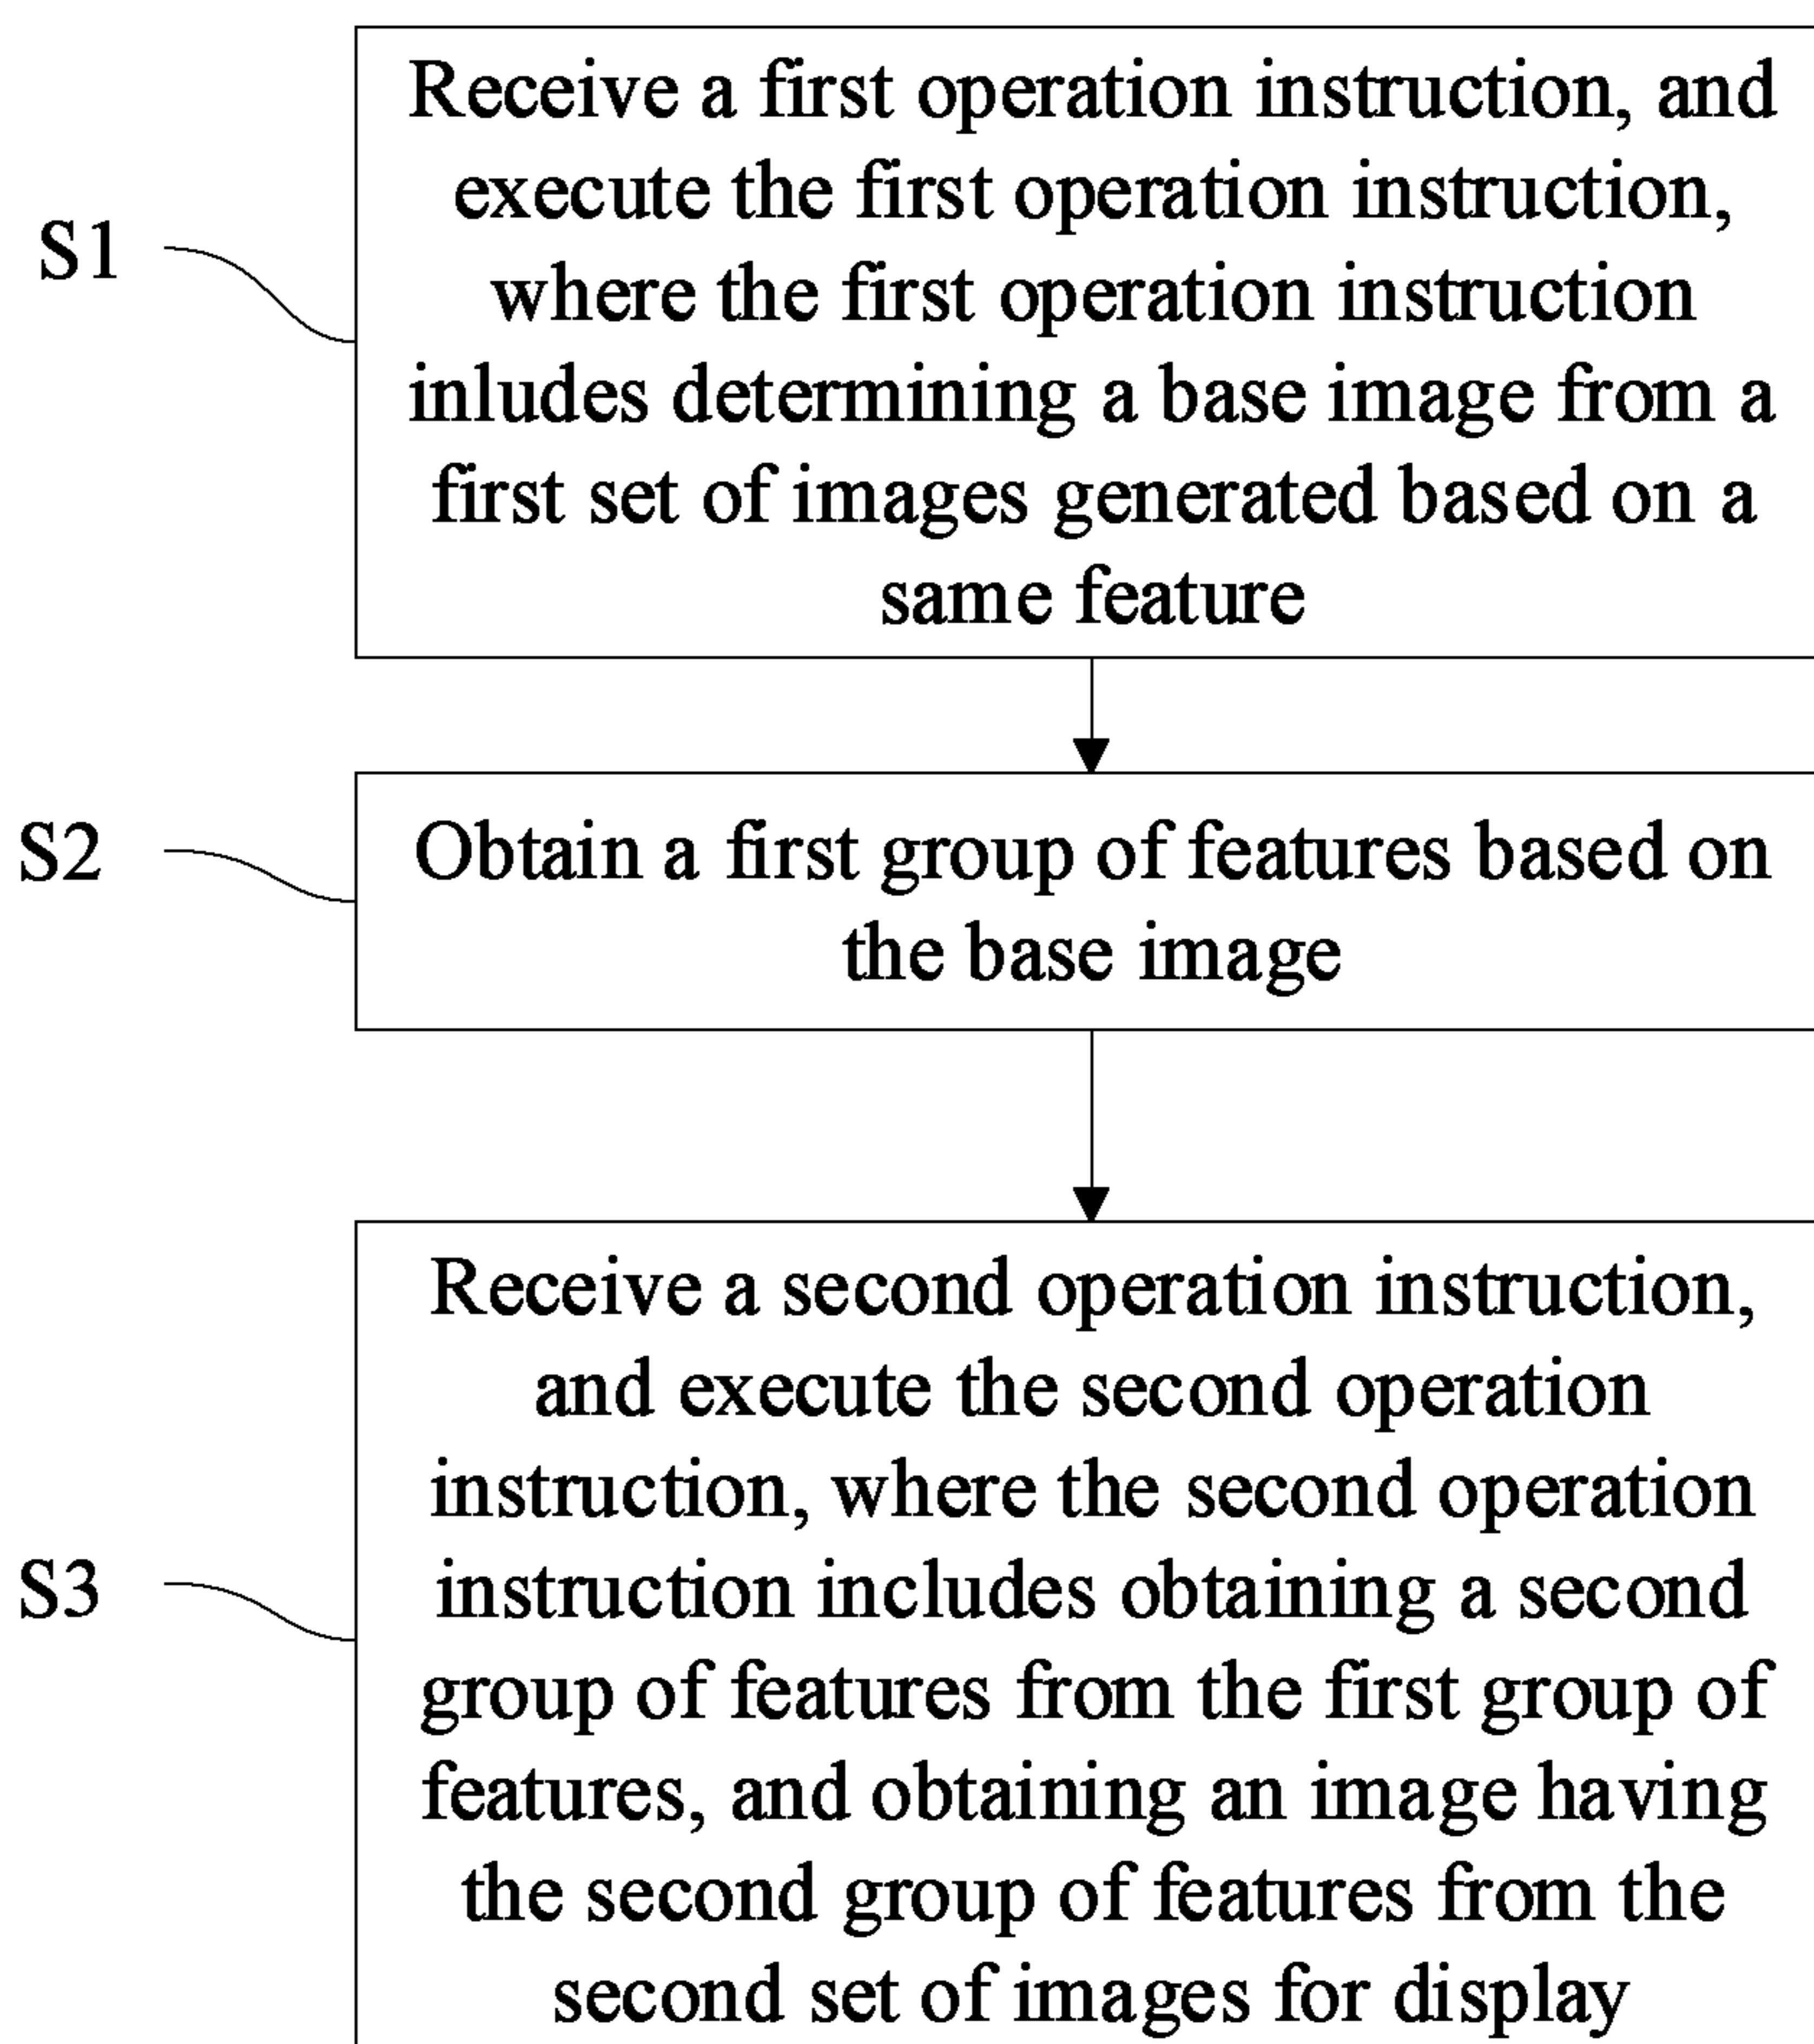 Receive a first operation instruction, and
execute the first operation instruction,
S1
where the first operation instruction
inludes determining a base image from a
first set of images generated based on a
same feature
S2
Obtain a first group of features based on
the base image
Receive a second operation instruction,
and execute the second operation
instruction, where the second operation
S3
instruction includes obtaining a second
group of features from the first group of
features, and obtaining an image having
the second group of features from the
second set of images for display